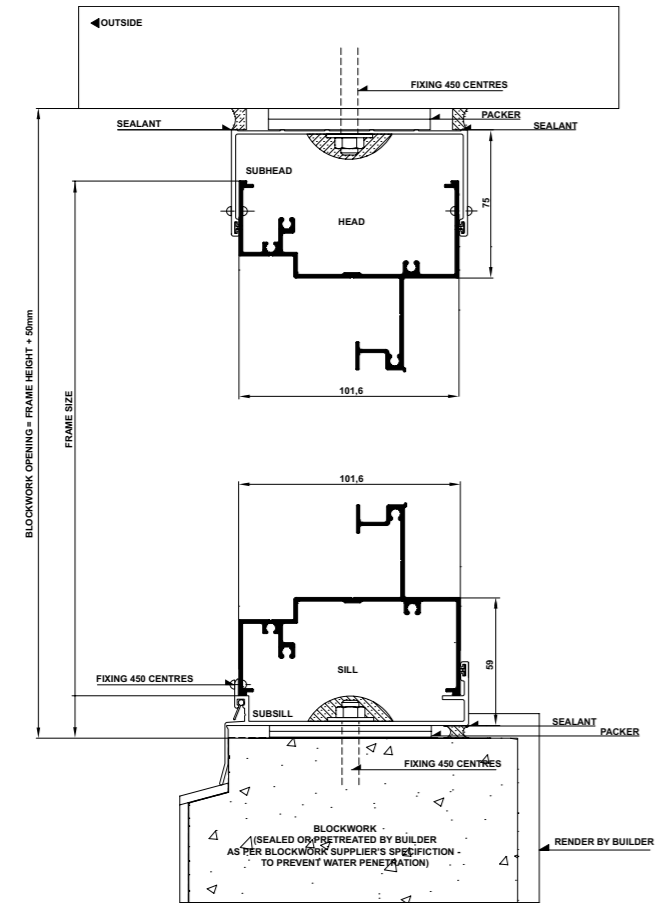 OUTSIDE
FIXING 450 CENTRES
PACKER
SEALANT
SEALANT
SUBHEAD
HEAD
75
101,6
BLOCKWORK OPENING = FRAME HEIGHT + 50mm
FRAME SIZE
101,6
59
SILL
FIXING 450 CENTRES
SUBSILL
SEALANT
PACKER
FIXING 450 CENTRES
BLOCKWORK
(SEALED OR PRETREATED BY BUILDER
AS PER BLOCKWORK SUPPLIER'S SPECIFICTION -
TO PREVENT WATER PENETRATION)
RENDER BY BUILDER